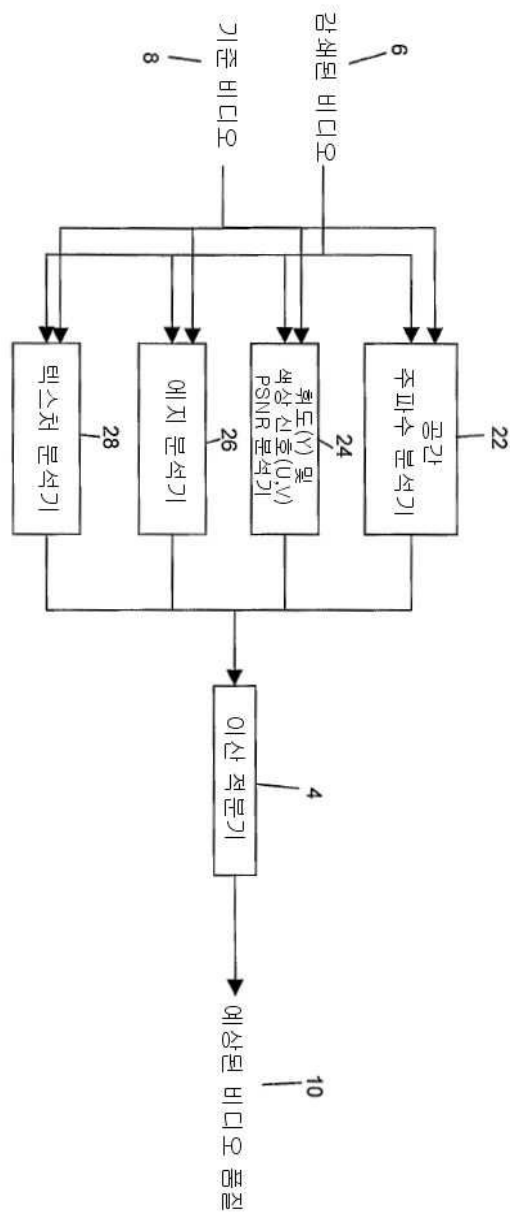 감쇄된 비디오
6
기준 비디오
8
공간
주파수 분석기
22
휘도(Y) 및
색상 신호(U,V)
PSNR 분석기
24
에지 분석기
26
텍스처 분석기
28
이산 적분기
4
예상된 비디오 품질
10